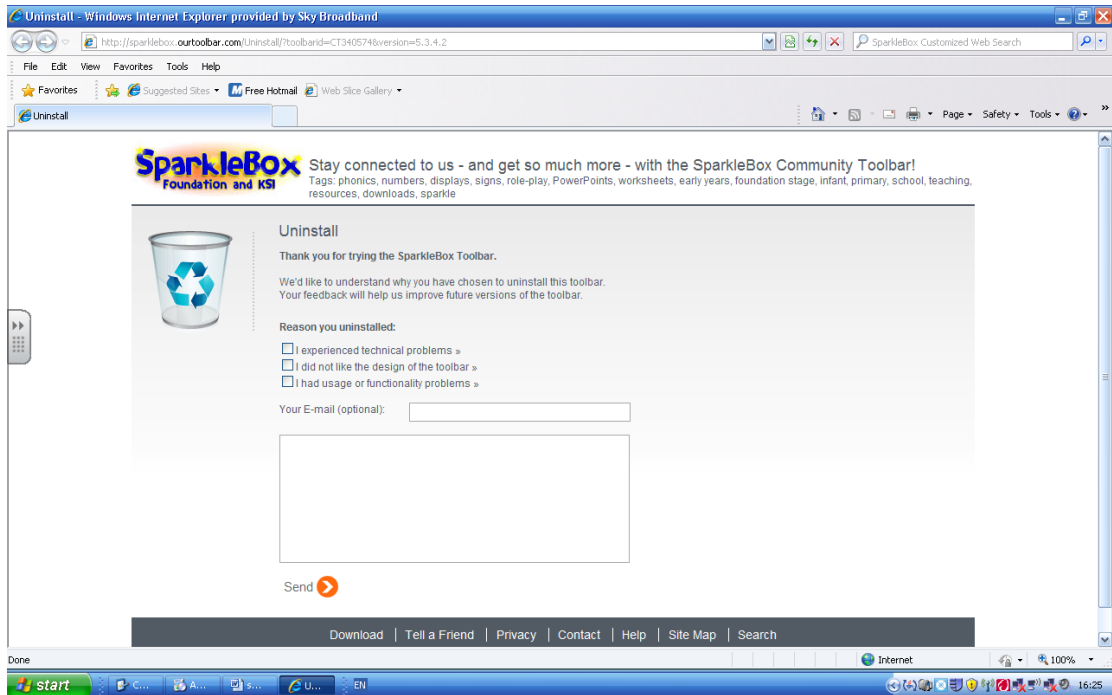 Uninstall - Windows Internet Explorer provided by Sky Broadband
http://sparklebox.ourtoolbar.com/Uninstall/?toolbarid=CT340574&version=5.3.4.2
SparkleBox Customized Web Search
File Edit View Favorites Tools Help
Favorites Suggested Sites Free Hotmail Web Slice Gallery
Uninstall
Page Safety Tools
SparkleBox
Foundation and KS1
Stay connected to us - and get so much more - with the SparkleBox Community Toolbar!
Tags: phonics, numbers, displays, signs, role-play, PowerPoints, worksheets, early years, foundation stage, infant, primary, school, teaching,
resources, downloads, sparkle
Uninstall
Thank you for trying the SparkleBox Toolbar.
We'd like to understand why you have chosen to uninstall this toolbar.
Your feedback will help us improve future versions of the toolbar.
Reason you uninstalled:
I experienced technical problems »
I did not like the design of the toolbar »
I had usage or functionality problems »
Your E-mail (optional):
Send
Download | Tell a Friend | Privacy | Contact | Help | Site Map | Search
Done
Internet
100%
start
C...
A...
s...
U...
EN
16:25